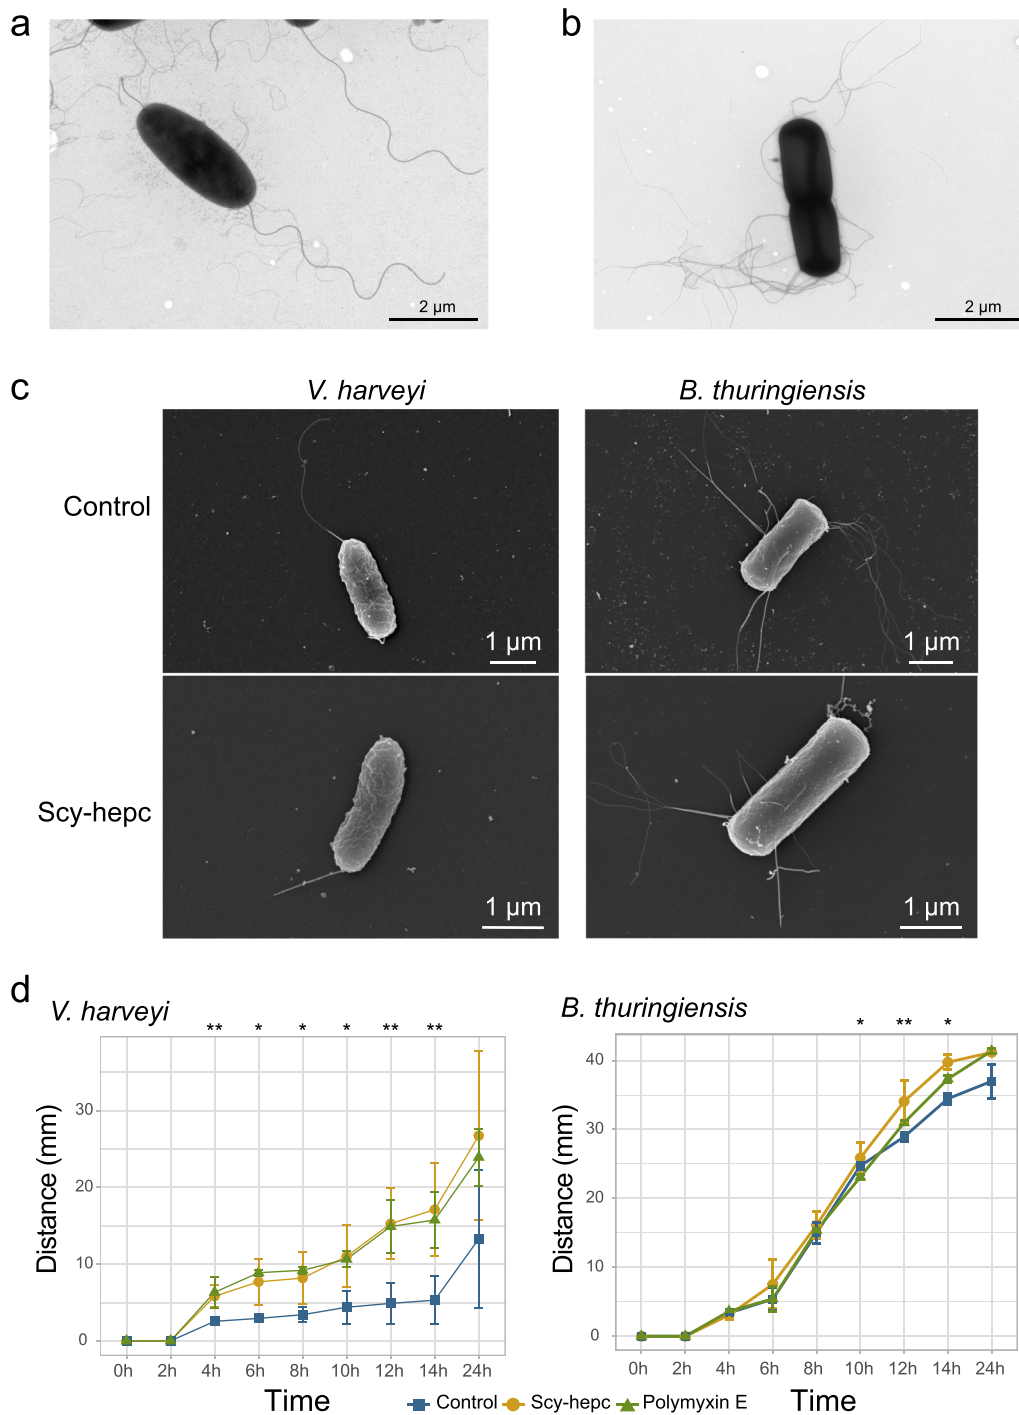 a
b
2 µm
2 µm
c
V. harveyi
B. thuringiensis
Control
1 µm
1 µm
Scy-hepc
1 µm
1 µm
d
V. harveyi
B. thuringiensis
** * * * ** **
* ** *
Distance (mm)
30
20
10
0
0h 2h 4h 6h 8h 10h 12h 14h 24h
Time
Distance (mm)
40
30
20
10
0
0h 2h 4h 6h 8h 10h 12h 14h 24h
Time
Control Scy-hepc Polymyxin E